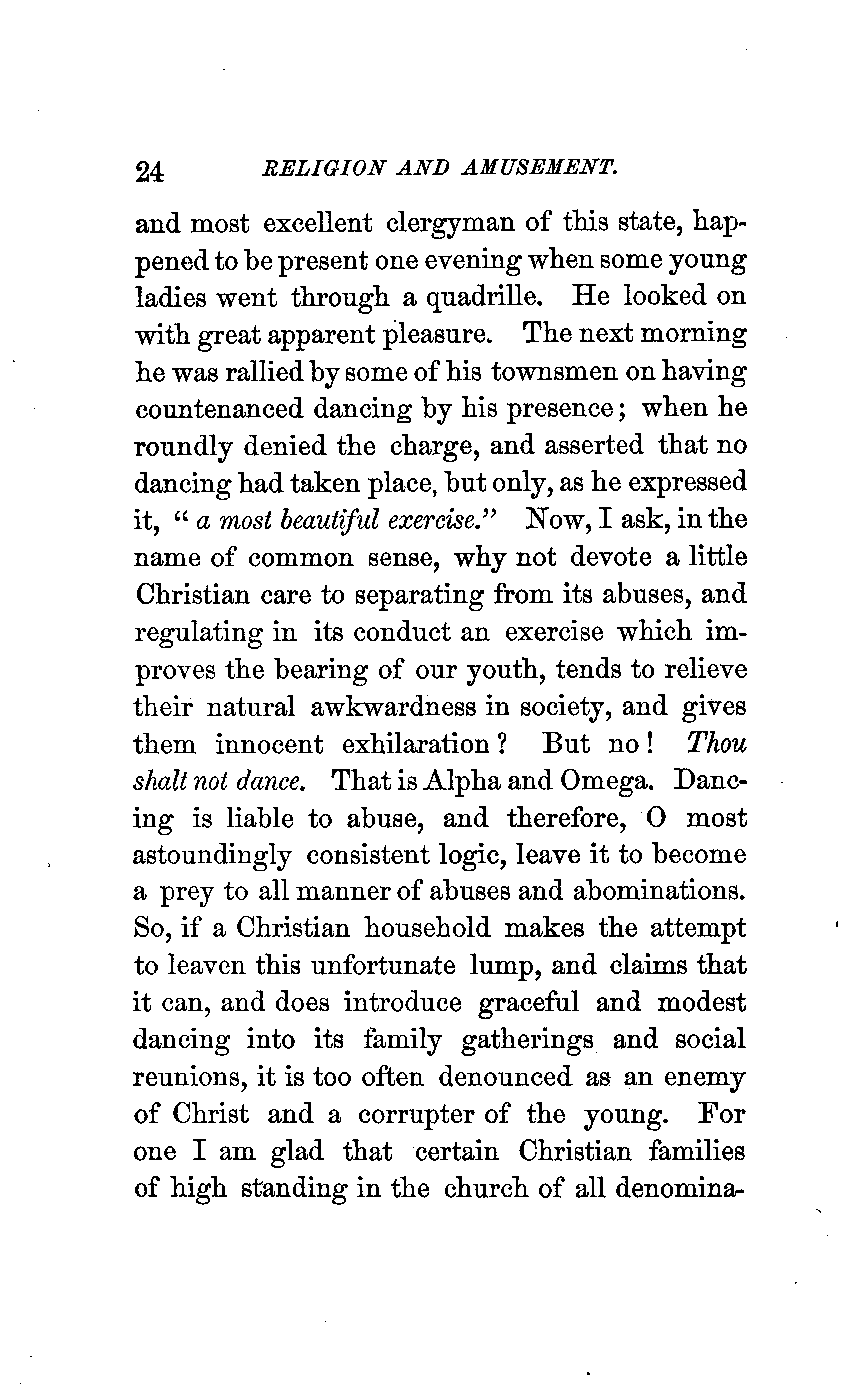 24 RELIGION AND AMUSEMENT.
and most excellent clergyman of this state, hap-
pened to be present one evening when some young
ladies went through a quadrille. He looked on
with great apparent pleasure. The next morning
he was rallied by some of his townsmen on having
countenanced dancing by his presence; when he
roundly denied the charge, and asserted that no
dancing had taken place, but only, as he expressed
it, “ a most beautiful exercise.” Now, I ask, in the
name of common sense, why not devote a little
Christian care to separating from its abuses, and
regulating in its conduct an exercise which im-
proves the bearing of our youth, tends to relieve
their natural awkwardness in society, and gives
them innocent exhilaration? But no! Thou
shalt not dance. That is Alpha and Omega. Danc-
ing is liable to abuse, and therefore, O most
astoundingly consistent logic, leave it to become
a prey to all manner of abuses and abominations.
So, if a Christian household makes the attempt
to leaven this unfortunate lump, and claims that
it can, and does introduce graceful and modest
dancing into its family gatherings and social
reunions, it is too often denounced as an enemy
of Christ and a corrupter of the young. For
one I am glad that certain Christian families
of high standing in the church of all denomina-